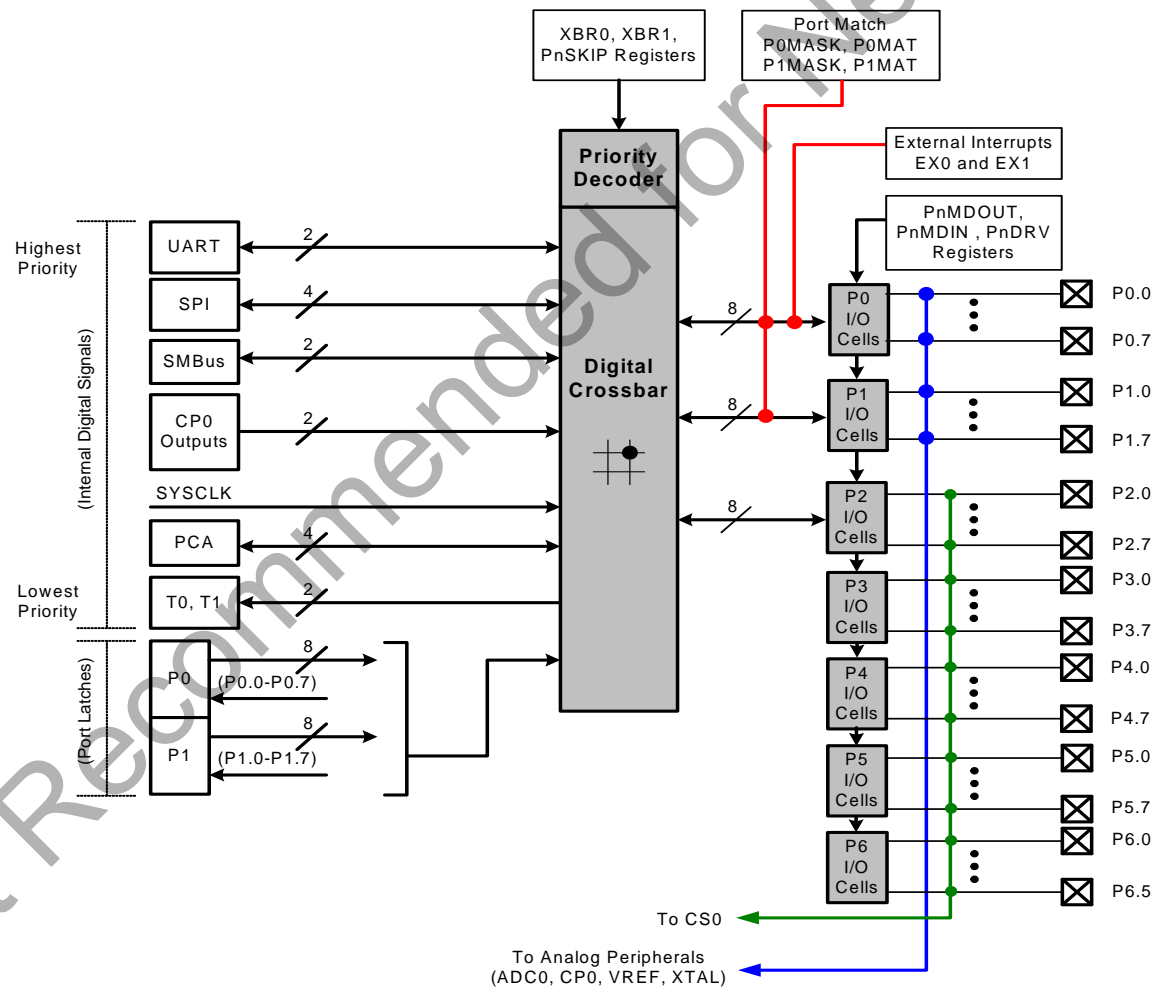 XBR0, XBR1,
PnSKIP Registers
Port Match
P0MASK, P0MAT
P1MASK, P1MAT
External Interrupts
EX0 and EX1
Priority
Decoder
PnMDOUT,
PnMDIN , PnDRV
Registers
Highest
Priority
(Internal Digital Signals)
Lowest
Priority
UART
2
SPI
4
SMBus
2
CP0
Outputs
2
SYSCLK
PCA
4
T0, T1
2
(Port Latches)
P0
8
(P0.0-P0.7)
P1
8
(P1.0-P1.7)
Digital
Crossbar
8
8
8
P0
I/O
Cells
P0.0
P0.7
P1
I/O
Cells
P1.0
P1.7
P2
I/O
Cells
P2.0
P2.7
P3
I/O
Cells
P3.0
P3.7
P4
I/O
Cells
P4.0
P4.7
P5
I/O
Cells
P5.0
P5.7
P6
I/O
Cells
P6.0
P6.5
To CS0
To Analog Peripherals
(ADC0, CP0, VREF, XTAL)
Recommended for